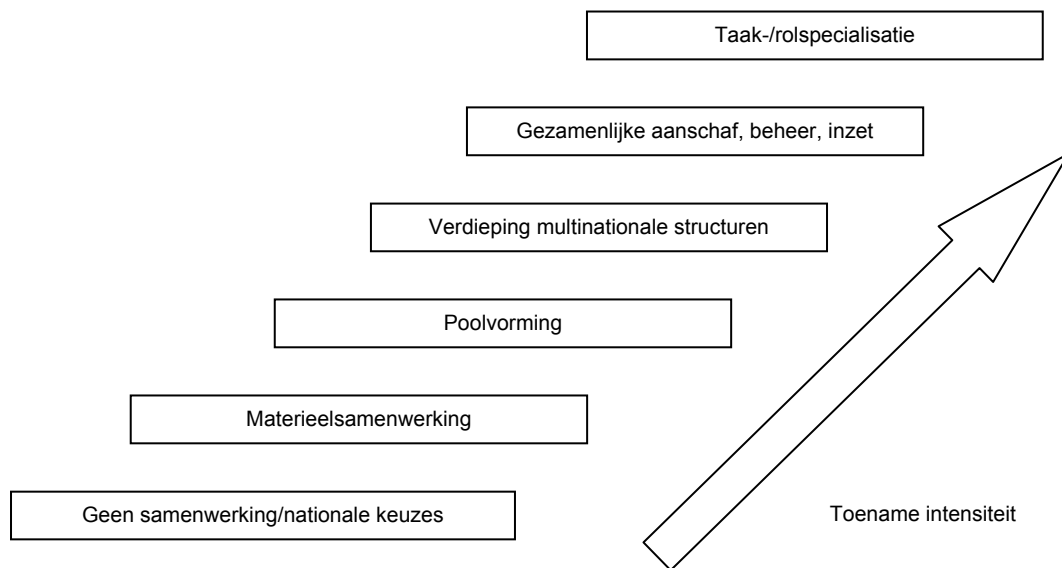 Taak-/rolspecialisatie
Gezamenlijke aanschaf, beheer, inzet
Verdieping multinationale structuren
Poolvorming
Materieelsamenwerking
Geen samenwerking/nationale keuzes
Toename intensiteit